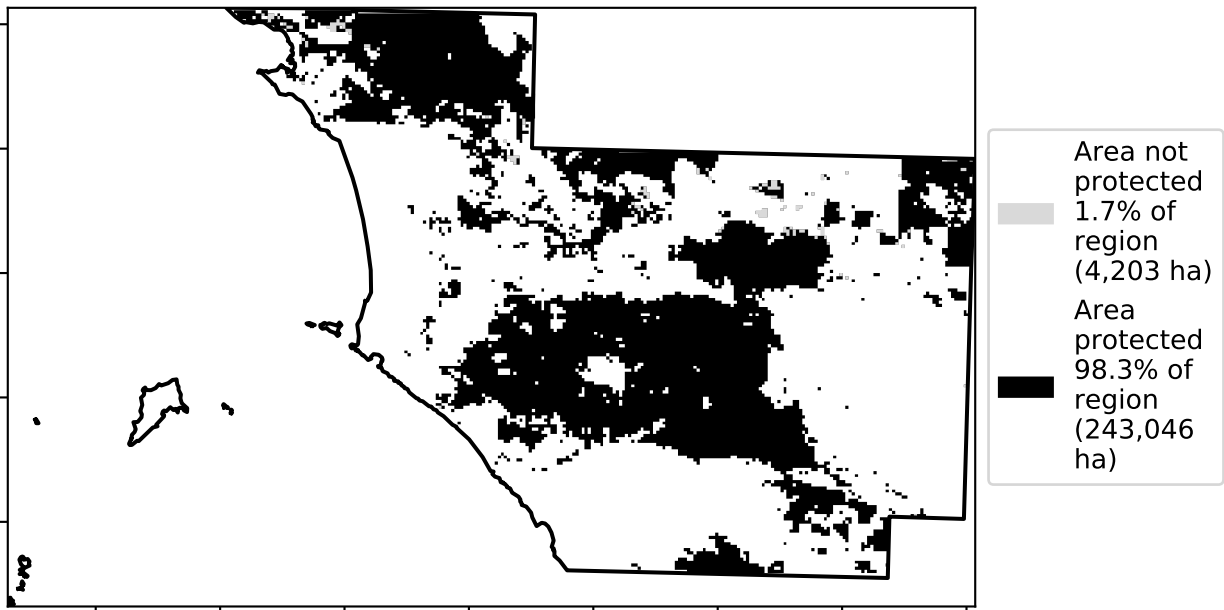 Area not
protected
1.7% of
region
(4,203 ha)
Area
protected
98.3% of
region
(243,046
ha)